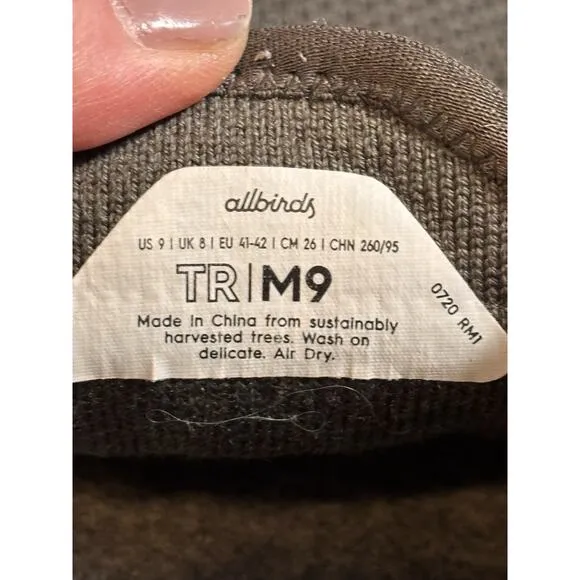 allbirds
US 9 | UK 8 | EU 41-42 | CM 26 | CHN 260/95
TR|M9
Made in China from sustainably
harvested trees. Wash on
delicate. Air Dry.
0720 RM1